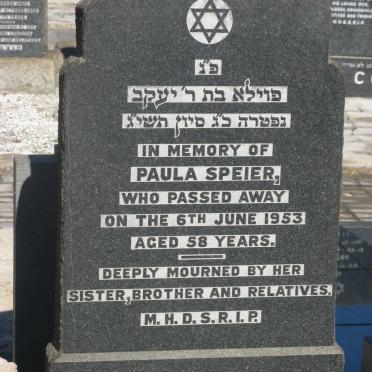 פ״נ
פוילא בת ר׳ יעקב
נפטרה כ״ג סיון תשי״ג
IN MEMORY OF
PAULA SPEIER,
WHO PASSED AWAY
ON THE 6TH JUNE 1953
AGED 58 YEARS.
DEEPLY MOURNED BY HER
SISTER, BROTHER AND RELATIVES.
M.H.D.S.R.I.P.